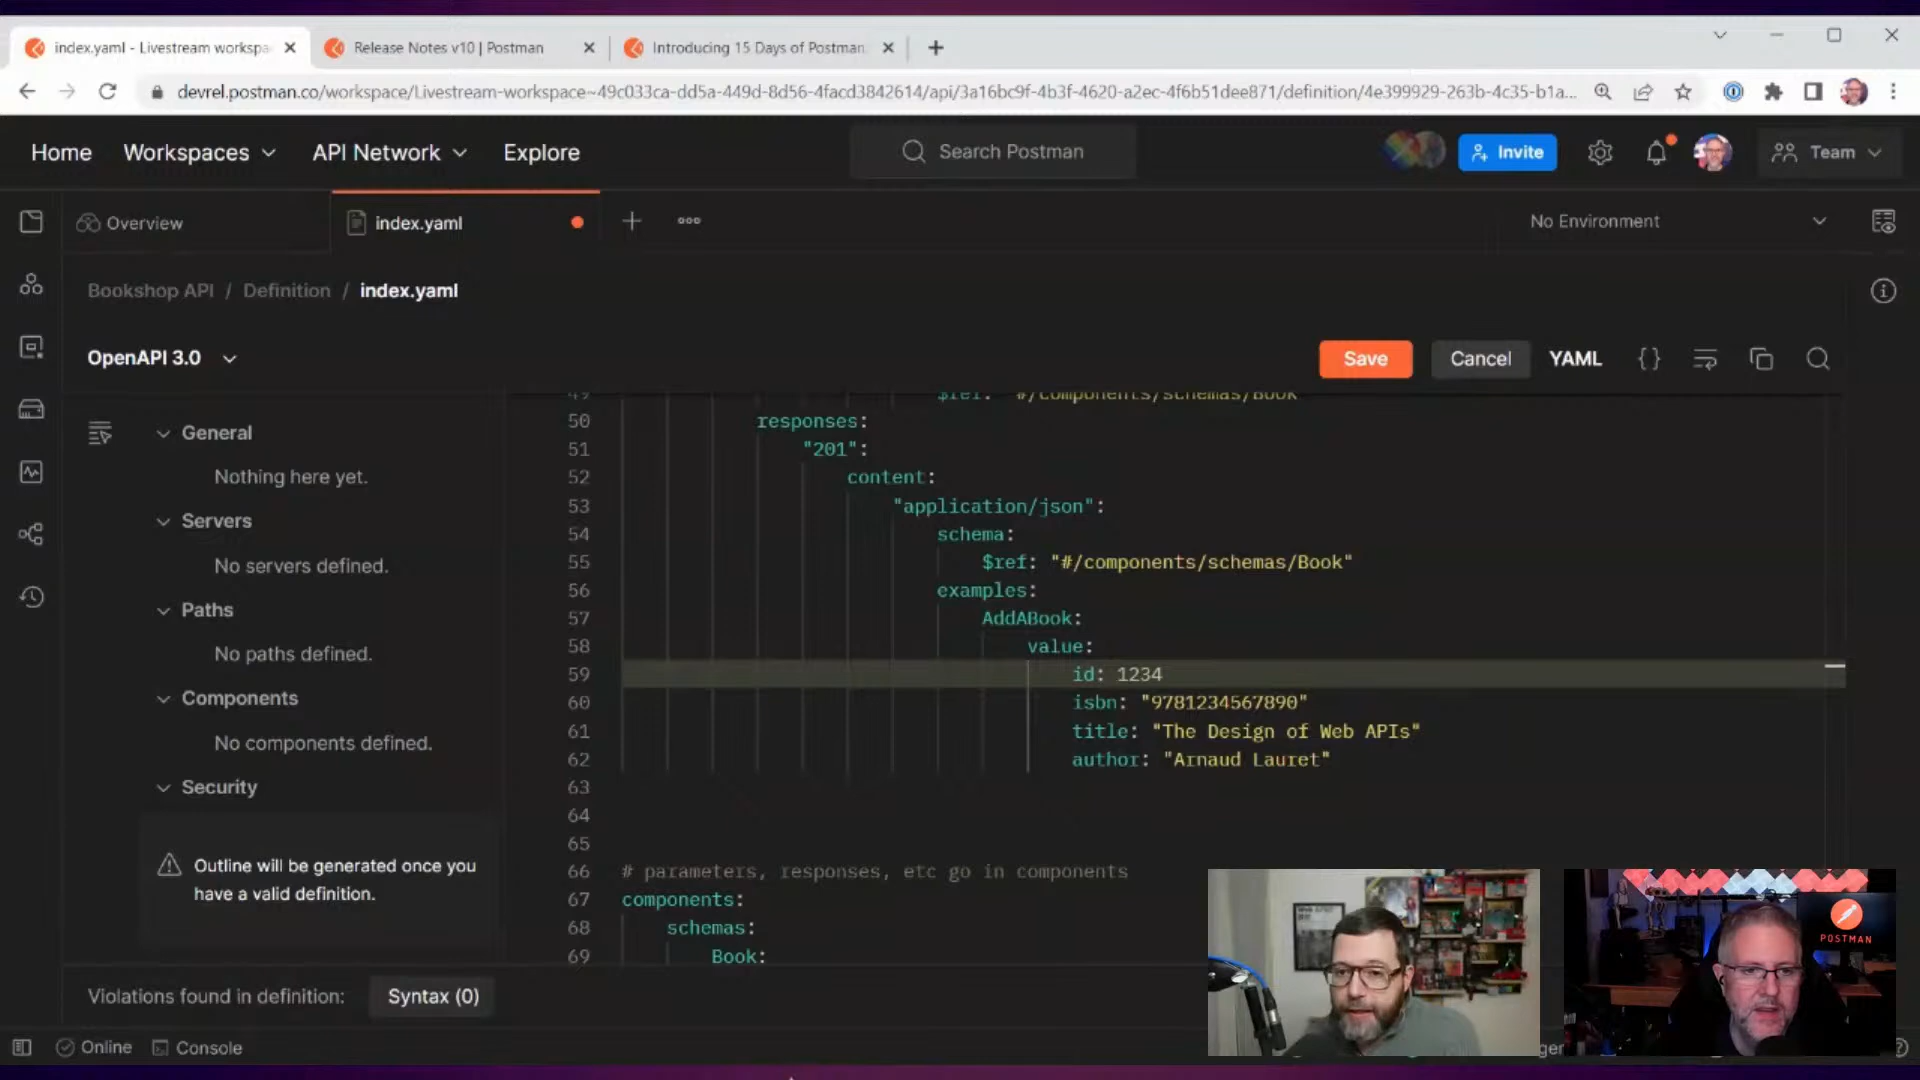 index.yaml - Livestream workspa
Release Notes v10 | Postman
Introducing 15 Days of Postman
devrel.postman.co/workspace/Livestream-workspace~49c033ca-dd5a-449d-8d56-4facd3842614/api/3a16bc9f-4b3f-4620-a2ec-4f6b51dee871/definition/4e399929-263b-4c35-b1a...
Home
Workspaces
API Network
Explore
Search Postman
Invite
Team
Overview
index.yaml
No Environment
Bookshop API / Definition / index.yaml
OpenAPI 3.0
Save
Cancel
YAML
General
Nothing here yet.
Servers
No servers defined.
Paths
No paths defined.
Components
No components defined.
Security
Outline will be generated once you
have a valid definition.
49 $ref: "#/components/schemas/Book"
50 responses:
51 "201":
52 content:
53 "application/json":
54 schema:
55 $ref: "#/components/schemas/Book"
56 examples:
57 AddABook:
58 value:
59 id: 1234
60 isbn: "9781234567890"
61 title: "The Design of Web APIs"
62 author: "Arnaud Lauret"
63
64
65
66 # parameters, responses, etc go in components
67 components:
68 schemas:
69 Book:
POSTMAN
Violations found in definition:
Syntax (0)
Online
Console